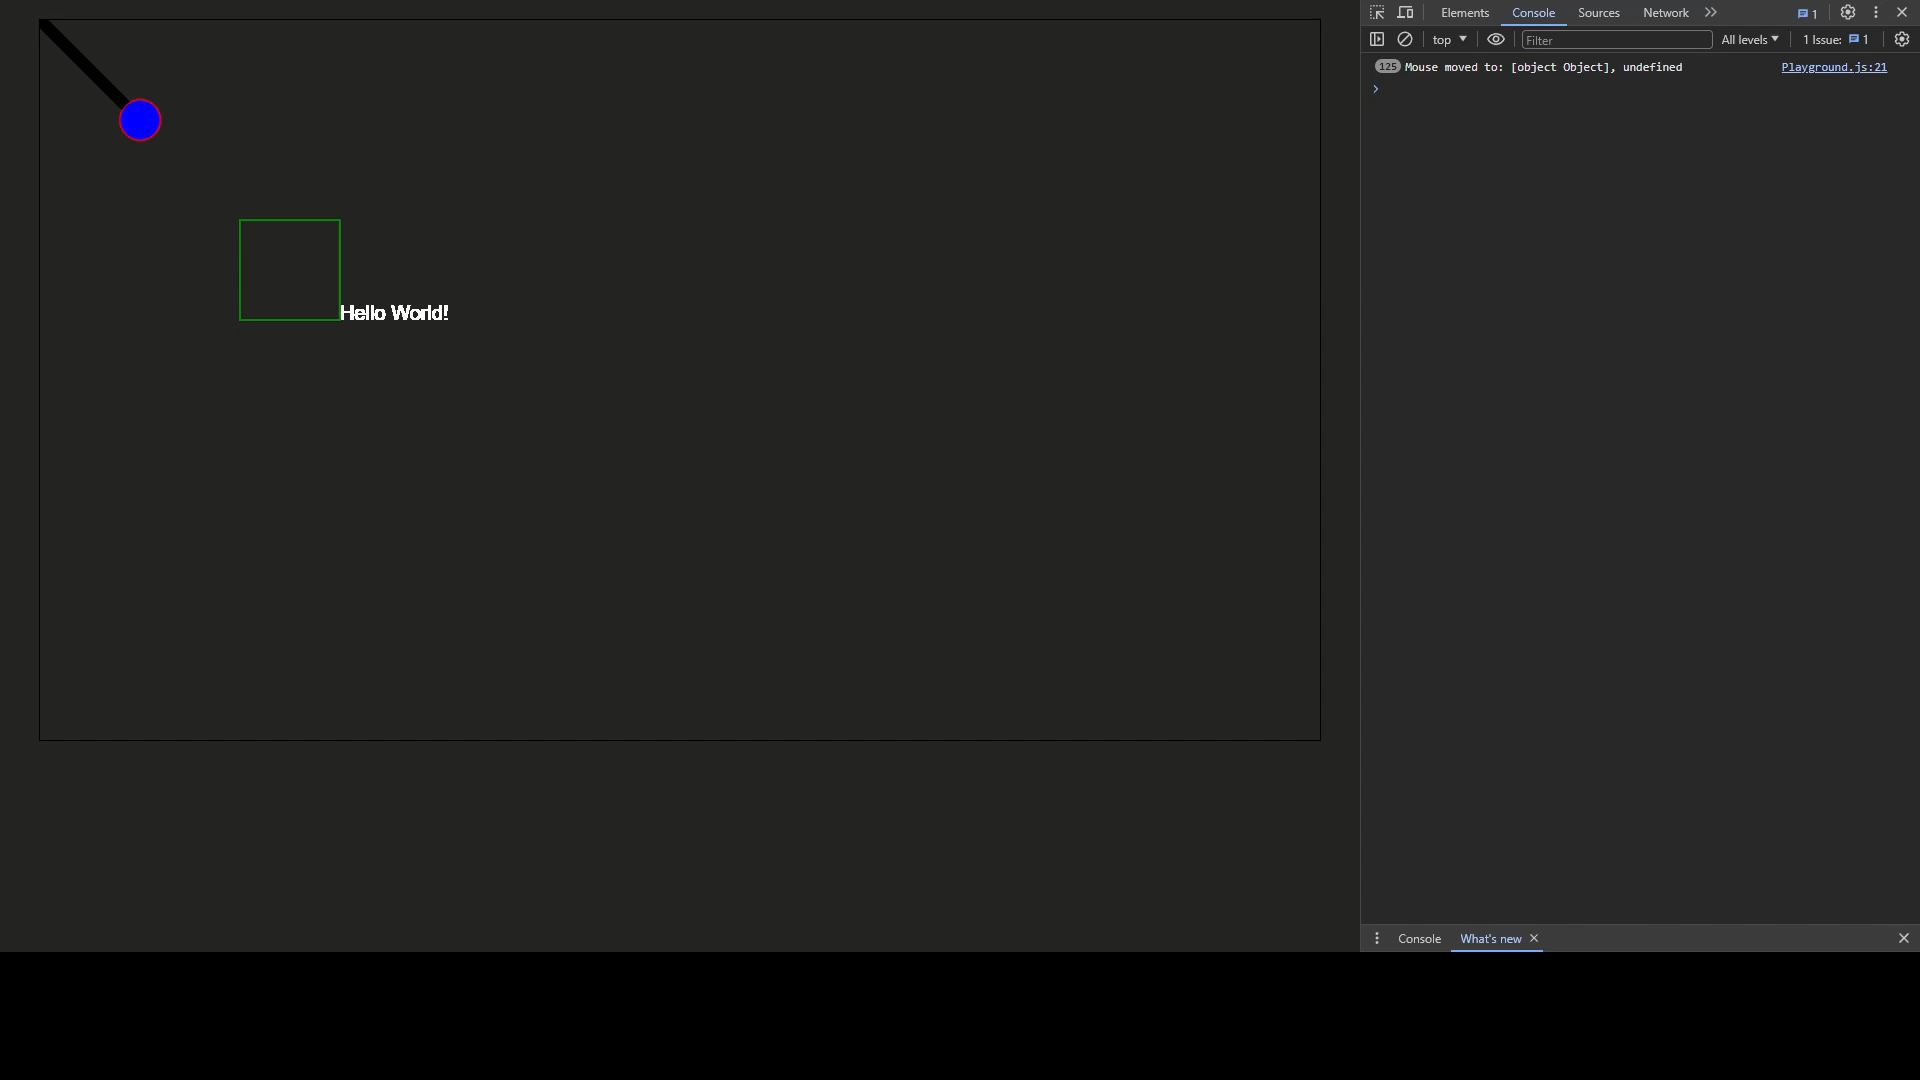 Elements Console Sources Network 1
top Filter All levels 1 Issue: 1
125 Mouse moved to: [object Object], undefined Playground.js:21
Hello World!
Console What's new